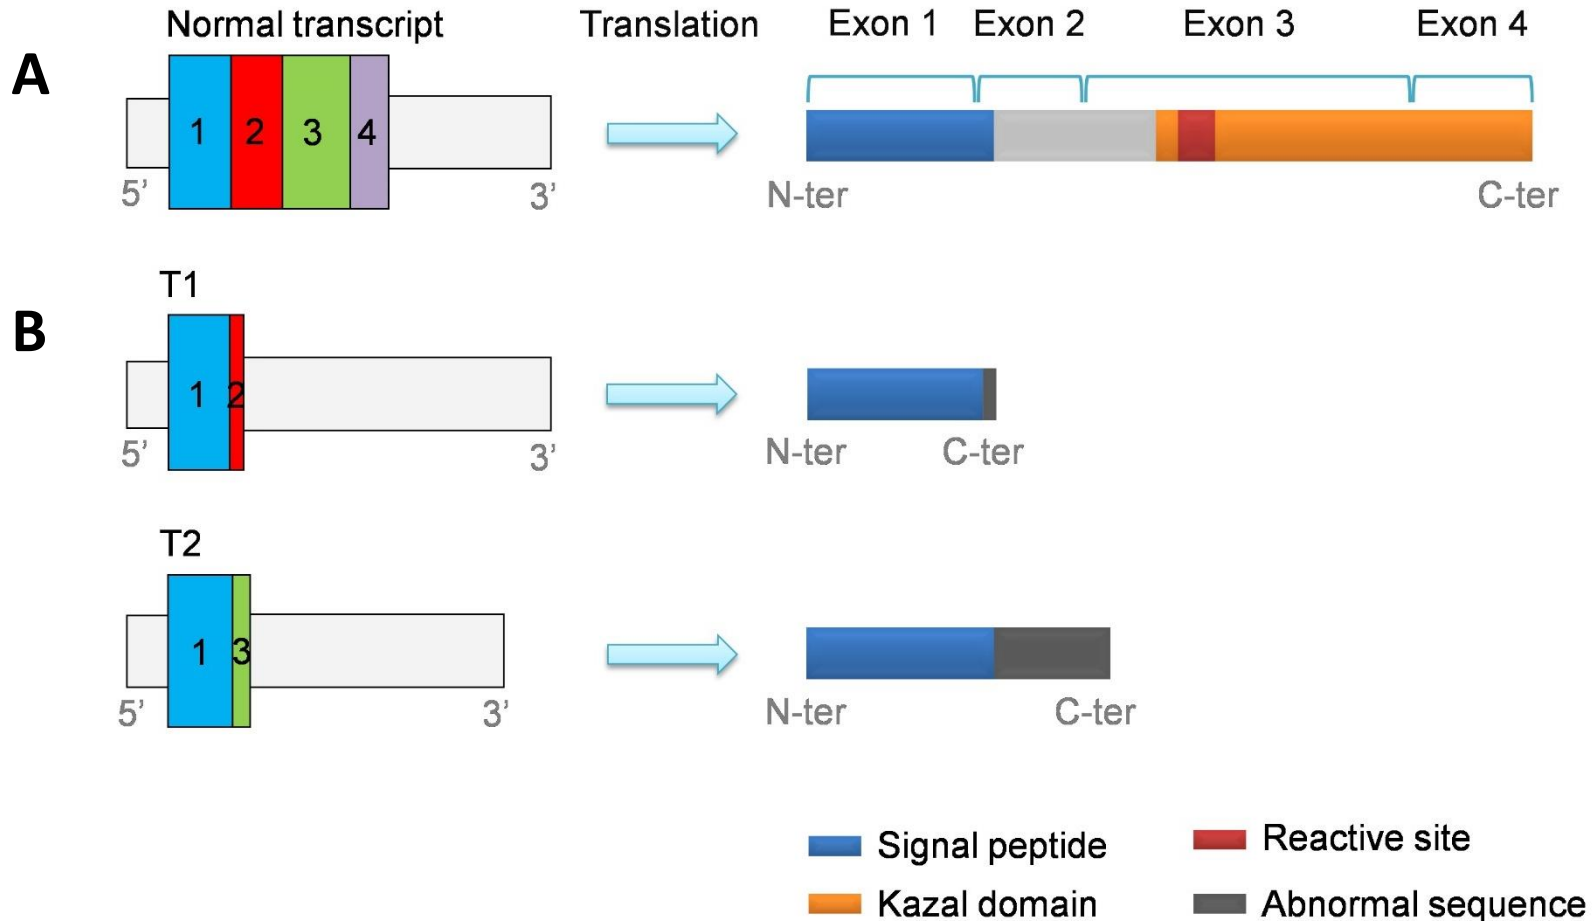 A
Normal transcript
Translation
Exon 1 Exon 2 Exon 3 Exon 4
1 2 3 4
5’ 3’
N-ter C-ter
T1
B
1 2
5’ 3’
N-ter C-ter
T2
1 3
5’ 3’
N-ter C-ter
Signal peptide
Reactive site
Kazal domain
Abnormal sequence